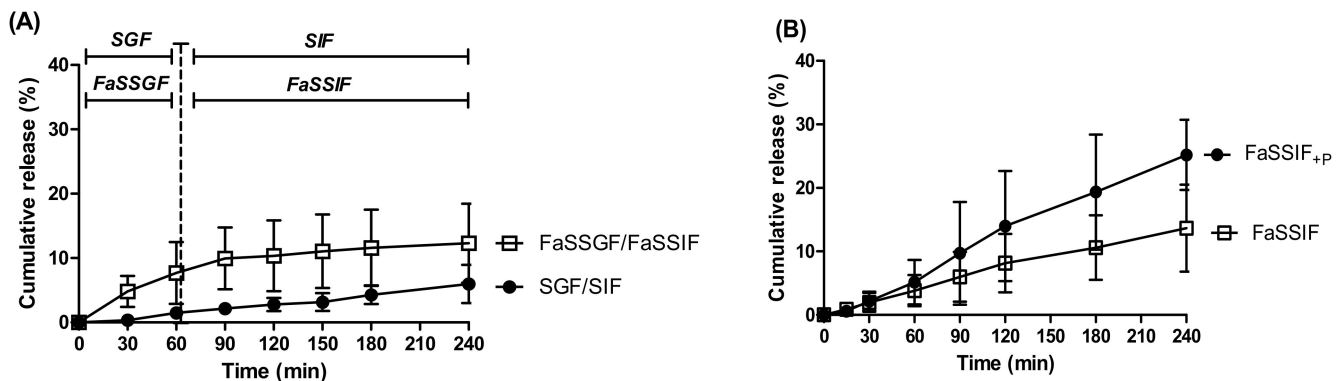 (A)
SGF
SIF
FaSSGF
FaSSIF
Cumulative release (%)
40
30
20
10
0
0 30 60 90 120 150 180 210 240
Time (min)
FaSSGF/FaSSIF
SGF/SIF
(B)
Cumulative release (%)
40
30
20
10
0
0 30 60 90 120 150 180 210 240
Time (min)
FaSSIF+P
FaSSIF